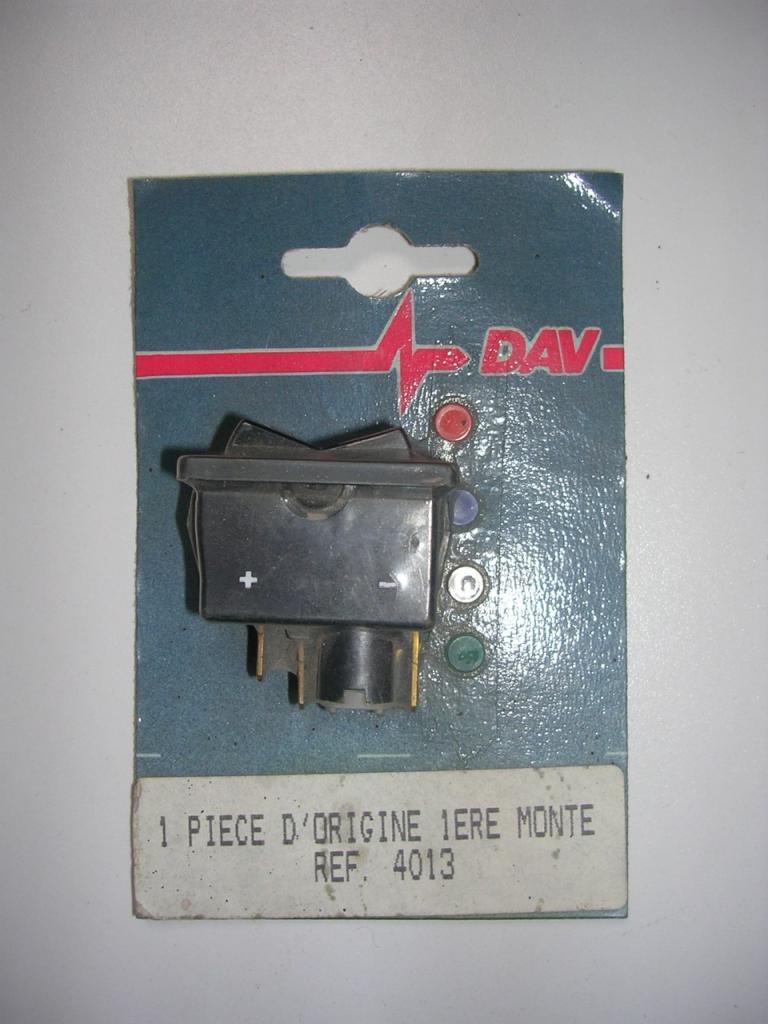 DAV
+ -
1 PIECE D'ORIGINE 1ERE MONTE
REF. 4013